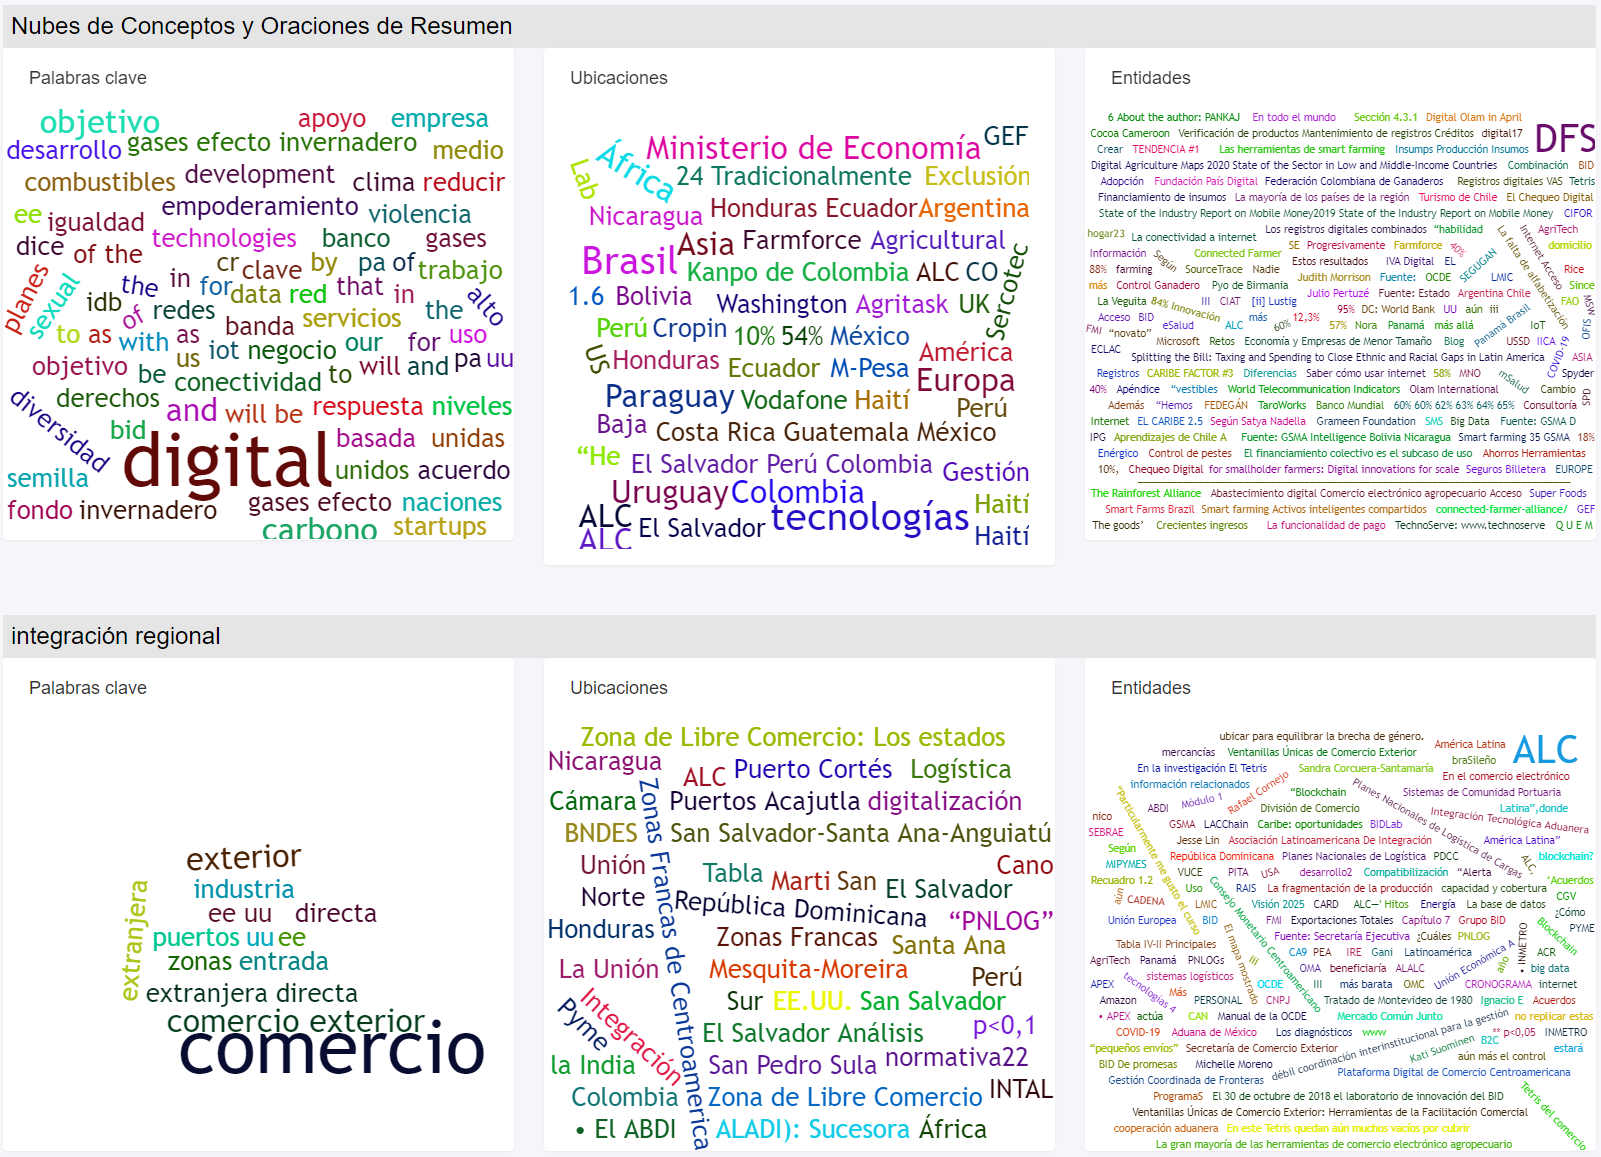 Nubes de Conceptos y Oraciones de Resumen
Palabras clave
objetivo apoyo empresa
desarrollo gases efecto invernadero medio
combustibles development clima reducir
ee igualdad empoderamiento violencia
dice of the technologies banco gases
planes sexual the in cr clave by pa of trabajo
idb of redes for data red that in alto
to as with as banda servicios the
us iot negocio our for uso
objetivo be conectividad to will and pa uu
diversidad derechos and will be respuesta niveles
bid digital basada unidas
semilla unidos acuerdo
fondo invernadero gases efecto naciones
carbono startups
Ubicaciones
Ministerio de Economía GEF
Lab África 24 Tradicionalmente Exclusión
Nicaragua Honduras Ecuador Argentina
Brasil Asia Farmforce Agricultural
Kanpo de Colombia ALC CO Sercotec
1.6 Bolivia Washington Agritask UK
Perú Cropin 10% 54% México
US Honduras Ecuador M-Pesa América
Paraguay Vodafone Haití Europa
Baja Costa Rica Guatemala México Perú
“He El Salvador Perú Colombia Gestión
Uruguay Colombia Haití
ALC El Salvador tecnologías
ALC Haití
Entidades
6 About the author: PANKAJ En todo el mundo Sección 4.3.1 Digital Olam in April
Cocoa Cameroon Verificación de productos Mantenimiento de registros Créditos digital17 DFS
Crear TENDENCIA #1 Las herramientas de smart farming Insumps Producción Insumos
Digital Agriculture Maps 2020 State of the Sector in Low and Middle-Income Countries Combinación BID
Adopción Fundación País Digital Federación Colombiana de Ganaderos Registros digitales VAS Tetris
Financiamiento de insumos La mayoría de los países de la región Turismo de Chile El Chequeo Digital
State of the Industry Report on Mobile Money2019 State of the Industry Report on Mobile Money CIFOR
hogar23 La conectividad a internet Los registros digitales combinados “habilidad La falta de alfabetización Internet Acceso AgriTech
Información Según Connected Farmer SE Progresivamente Farmforce 40% domicilio
88% farming SourceTrace Nadie Estos resultados IVA Digital EL SEGUGAN Rice
más Control Ganadero Pyo de Birmania Judith Morrison Fuente: OCDE LMIC Since
La Veguita 84% Innovación III CIAT [ii] Lustig Julio Pertuzé Fuente: Estado Argentina Chile FAO MSW
Acceso BID eSalud ALC más 60% 12,3% 95% DC: World Bank UU aún iii Panamá Brasil
FMI “novato” Microsoft Retos Economía y Empresas de Menor Tamaño 57% Nora Panamá más allá Blog IoT USSD IICA OFIS
ECLAC Splitting the Bill: Taxing and Spending to Close Ethnic and Racial Gaps in Latin America COVID-19 ASIA
Registros CARIBE FACTOR #3 Diferencias Saber cómo usar internet 58% MNO mSalud Spyder
40% Apéndice “vestibles World Telecommunication Indicators Olam International Cambio SPD
Además “Hemos FEDEGÁN TaroWorks Banco Mundial 60% 60% 62% 63% 64% 65% Consultoría
Internet EL CARIBE 2.5 Según Satya Nadella Grameen Foundation SMS Big Data Fuente: GSMA D
IPG Aprendizajes de Chile A Fuente: GSMA Intelligence Bolivia Nicaragua Smart farming 35 GSMA 18%
Enérgico Control de pestes El financiamiento colectivo es el subcaso de uso Ahorros Herramientas
10%, Chequeo Digital for smallholder farmers: Digital innovations for scale Seguros Billetera EUROPE
The Rainforest Alliance Abastecimiento digital Comercio electrónico agropecuario Acceso Super Foods
Smart Farms Brazil Smart farming Activos inteligentes compartidos connected-farmer-alliance/ GEF
The goods’ Crecientes ingresos La funcionalidad de pago TechnoServe: www.technoserve Q U E M
integración regional
Palabras clave
exterior
extranjera industria
ee uu directa
puertos uu ee
zonas entrada
extranjera directa
comercio exterior
comercio
Ubicaciones
Zona de Libre Comercio: Los estados
Nicaragua ALC Puerto Cortés Logística
Cámara Zonas Francas de Centroamerica Puertos Acajutla digitalización
BNDES San Salvador-Santa Ana-Anguiatú
Unión Tabla Marti San Cano
Norte República Dominicana El Salvador
Honduras Zonas Francas “PNLOG”
La Unión Mesquita-Moreira Santa Ana
Pyme Integración Sur EE.UU. San Salvador Perú
El Salvador Análisis p<0,1
la India San Pedro Sula normativa22
Colombia Zona de Libre Comercio INTAL
• El ABDI ALADI): Sucesora África
Entidades
ubicar para equilibrar la brecha de género.
mercancías Ventanillas Únicas de Comercio Exterior América Latina ALC
En la investigación El Tetris Sandra Corcuera-Santamaría braSileño
información relacionados Rafael Cornejo En el comercio electrónico
“Particularmente me gusto el curso Módulo 1 “Blockchain Planes Nacionales de Logística de Cargas Sistemas de Comunidad Portuaria
ABDI División de Comercio Latina”,donde
nico GSMA LACChain Caribe: oportunidades BIDLab Integración Tecnológica Aduanera
SEBRAE Jesse Lin Asociación Latinoamericana De Integración América Latina”
Según República Dominicana Planes Nacionales de Logística PDCC ALC, blockchain?
MIPYMES VUCE PITA USA desarrollo2 Compatibilización “Alerta
Recuadro 1.2 Uso RAIS La fragmentación de la producción capacidad y cobertura ‘Acuerdos
aún CADENA LMIC Consejo Monetario Centroamericano Visión 2025 CARD ALC—’ Hitos Energía La base de datos CGV
Unión Europea BID El mapa mostrado FMI Exportaciones Totales Capítulo 7 Grupo BID Blockchain ¿Cómo
Fuente: Secretaría Ejecutiva ¿Cuáles PNLOG PYME
Tabla IV-II Principales iii CA9 PEA IRE Gani Latinoamérica Unión Económica A • INMETRO ACR
AgriTech Panamá PNLOGs OMA beneficiaría ALALC año big data
APEX tecnologías 4 sistemas logísticos OCDE III más barata OMC CRONOGRAMA internet
Amazon Más PERSONAL CNPJ Tratado de Montevideo de 1980 Ignacio E Acuerdos
• APEX actúa CAN Manual de la OCDE Mercado Común Junto no replicar estas
COVID-19 Aduana de México Los diagnósticos www débil coordinación interinstitucional para la gestión ** p<0,05 INMETRO
“pequeños envíos” Secretaría de Comercio Exterior Kati Suominen B2C estará
BID De promesas Michelle Moreno aún más el control
Gestión Coordinada de Fronteras Plataforma Digital de Comercio Centroamericana
ProgramaS El 30 de octubre de 2018 el laboratorio de innovación del BID Tetris del comercio
Ventanillas Únicas de Comercio Exterior: Herramientas de la Facilitación Comercial
cooperación aduanera En este Tetris quedan aún muchos vacíos por cubrir
La gran mayoría de las herramientas de comercio electrónico agropecuario